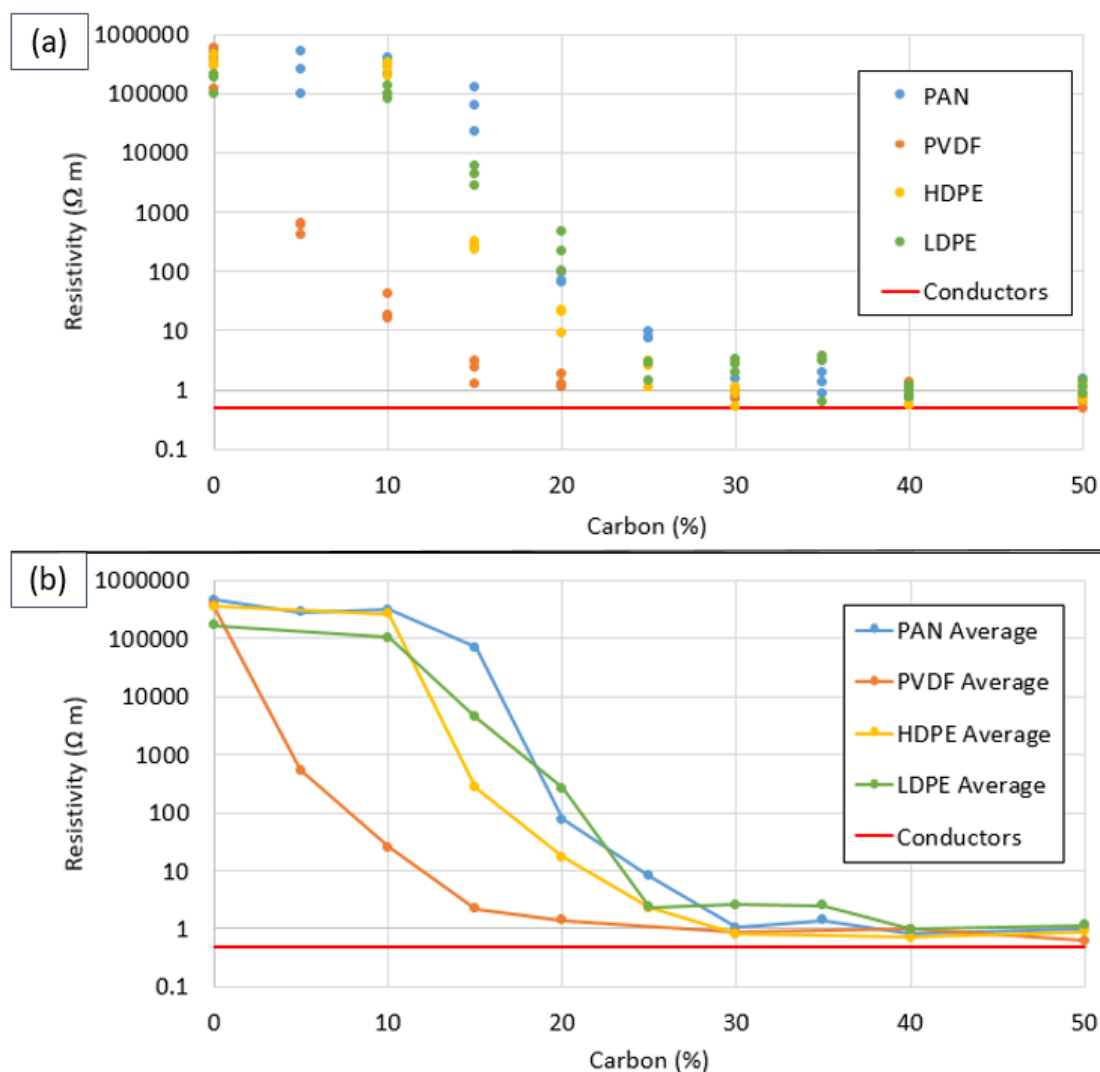 (a)
1000000
100000
10000
1000
100
10
1
0.1
Resistivity (Ω m)
PAN
PVDF
HDPE
LDPE
Conductors
0 10 20 30 40 50
Carbon (%)
(b)
1000000
100000
10000
1000
100
10
1
0.1
Resistivity (Ω m)
PAN Average
PVDF Average
HDPE Average
LDPE Average
Conductors
0 10 20 30 40 50
Carbon (%)